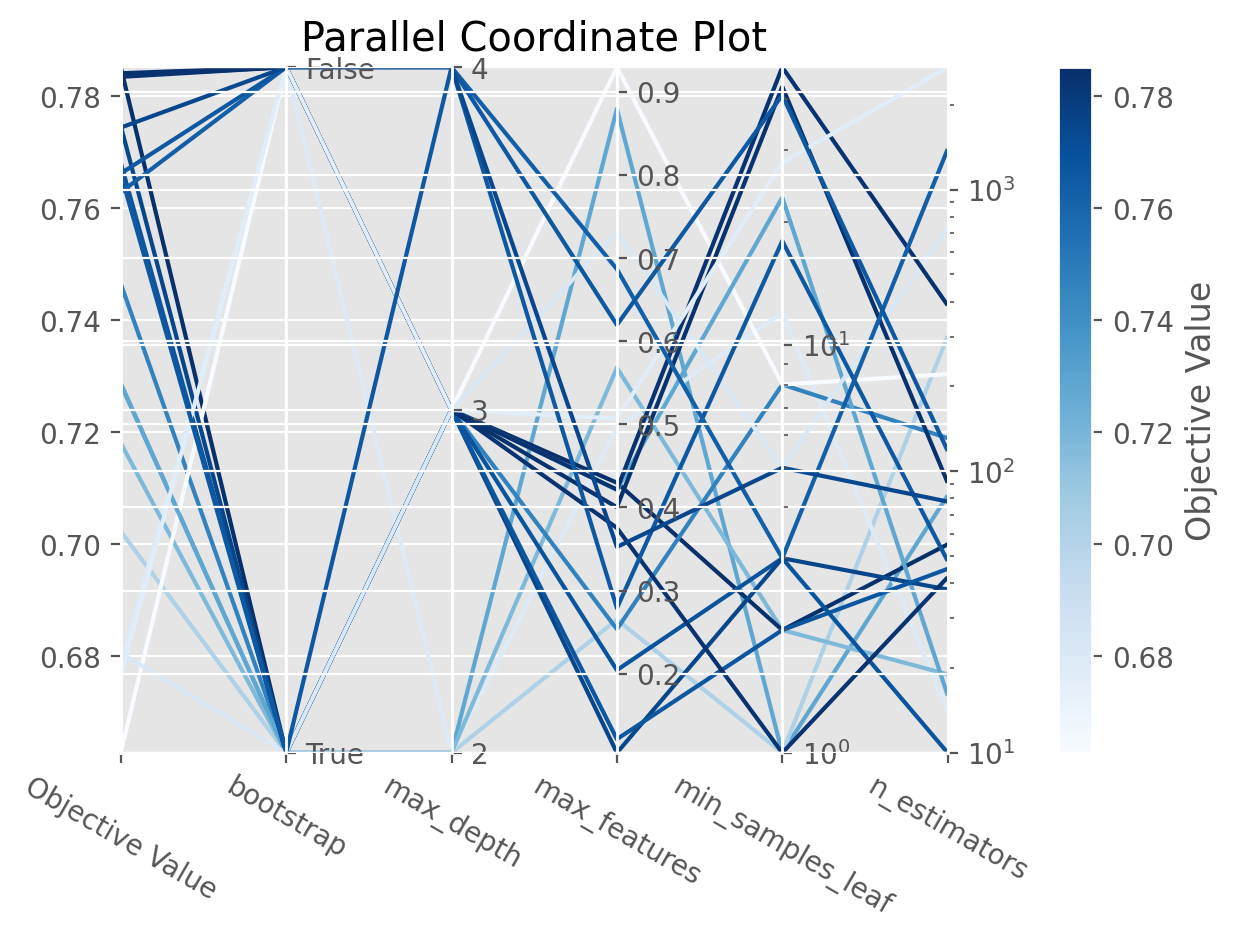 Parallel Coordinate Plot
0.78
0.76
0.74
0.72
0.70
0.68
False
True
4
3
2
0.9
0.8
0.7
0.6
0.5
0.4
0.3
0.2
10¹
10⁰
10³
10²
10¹
0.78
0.76
0.74
0.72
0.70
0.68
Objective Value
Objective Value
bootstrap
max_depth
max_features
min_samples_leaf
n_estimators